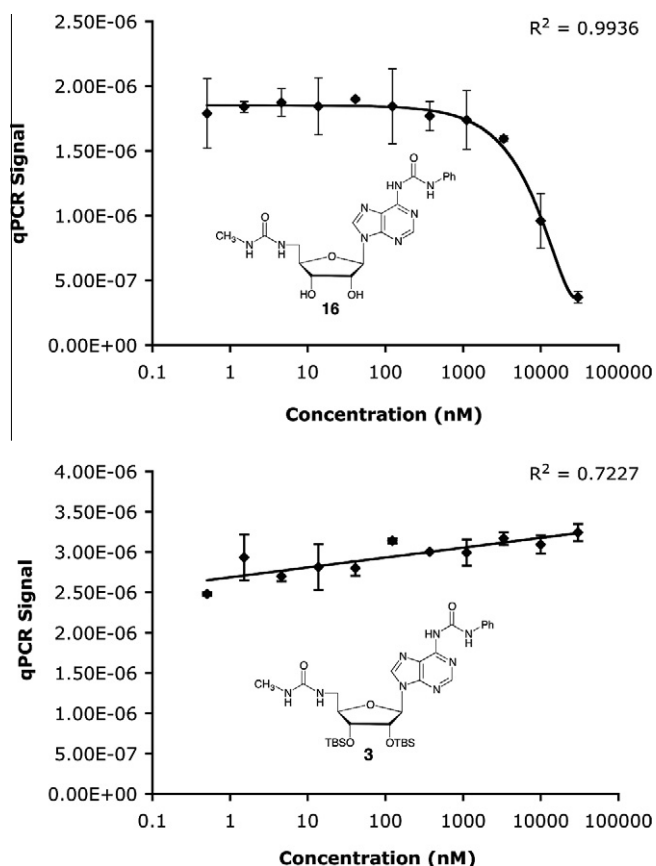 2.50E-06
R² = 0.9936
2.00E-06
1.50E-06
1.00E-06
5.00E-07
0.00E+00
qPCR Signal
O
Ph
HN
NH
N
N
O
N
N
CH₃
N
H
N
H
O
HO
OH
16
0.1
1
10
100
1000
10000
100000
Concentration (nM)
4.00E-06
R² = 0.7227
3.50E-06
3.00E-06
2.50E-06
2.00E-06
1.50E-06
1.00E-06
5.00E-07
0.00E+00
qPCR Signal
O
Ph
HN
NH
N
N
O
N
N
CH₃
N
H
N
H
O
TBSO
OTBS
3
0.1
1
10
100
1000
10000
100000
Concentration (nM)